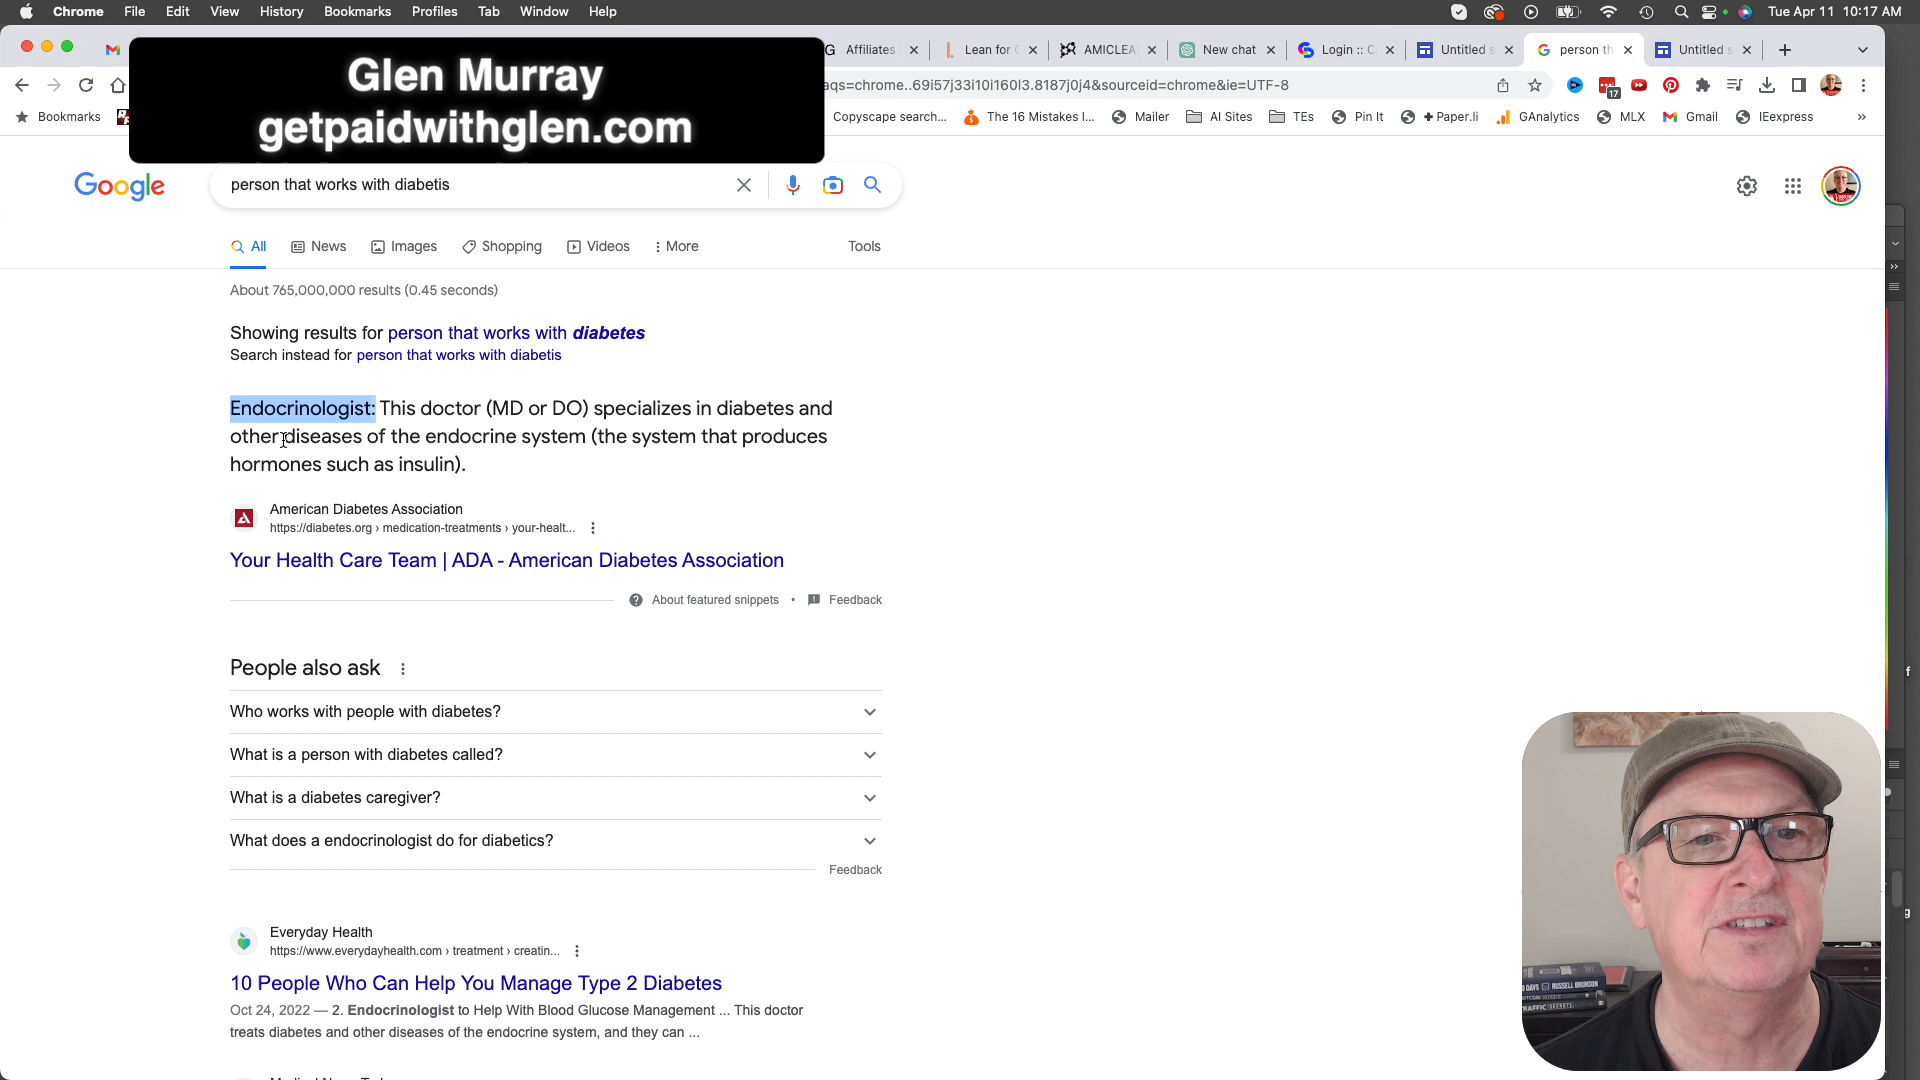 Chrome File Edit View History Bookmarks Profiles Tab Window Help
Tue Apr 11 10:17 AM
Affiliates
Lean for
AMICLEA
New chat
Login :: C
Untitled s
person th
Untitled s
Glen Murray
getpaidwithglen.com
aqs=chrome..69i57j33i10i160l3.8187j0j4&sourceid=chrome&ie=UTF-8
17
Bookmarks
Copyscape search...
The 16 Mistakes I...
Mailer
AI Sites
TEs
Pin It
+Paper.li
GAnalytics
MLX
Gmail
IEexpress
»
Google
person that works with diabetis
All
News
Images
Shopping
Videos
More
Tools
About 765,000,000 results (0.45 seconds)
Showing results for person that works with diabetes
Search instead for person that works with diabetis
Endocrinologist: This doctor (MD or DO) specializes in diabetes and
other diseases of the endocrine system (the system that produces
hormones such as insulin).
American Diabetes Association
https://diabetes.org › medication-treatments › your-healt...
Your Health Care Team | ADA - American Diabetes Association
About featured snippets • Feedback
People also ask
Who works with people with diabetes?
What is a person with diabetes called?
What is a diabetes caregiver?
What does a endocrinologist do for diabetics?
Feedback
Everyday Health
https://www.everydayhealth.com › treatment › creatin...
10 People Who Can Help You Manage Type 2 Diabetes
Oct 24, 2022 — 2. Endocrinologist to Help With Blood Glucose Management ... This doctor
treats diabetes and other diseases of the endocrine system, and they can ...
RUSSELL BRUNSON